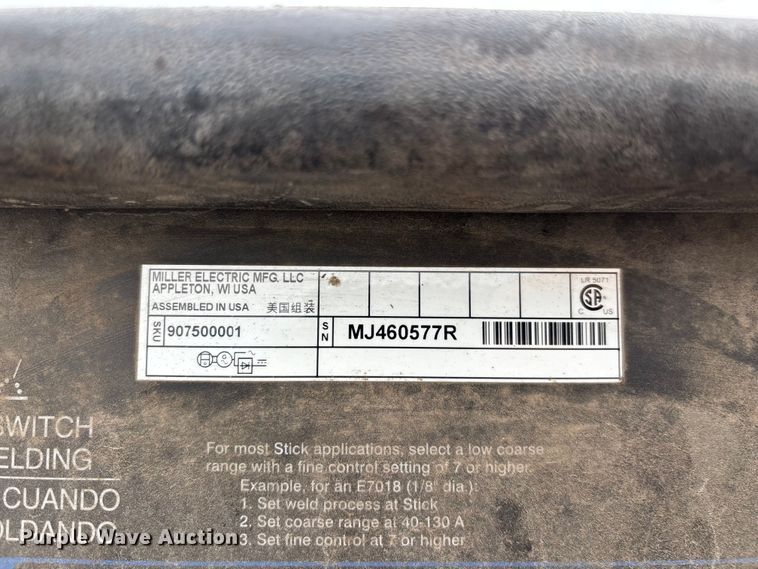 MILLER ELECTRIC MFG. LLC
APPLETON, WI USA
ASSEMBLED IN USA 美国组装
LR 5071
C. US
SKU 907500001
SN MJ460577R
SWITCH
ELDING
CUANDO
OLDANDO
For most Stick applications, select a low coarse
range with a fine control setting of 7 or higher.
Example, for an E7018 (1/8" dia.):
1. Set weld process at Stick
2. Set coarse range at 40-130 A
3. Set fine control at 7 or higher
Purple Wave Auction